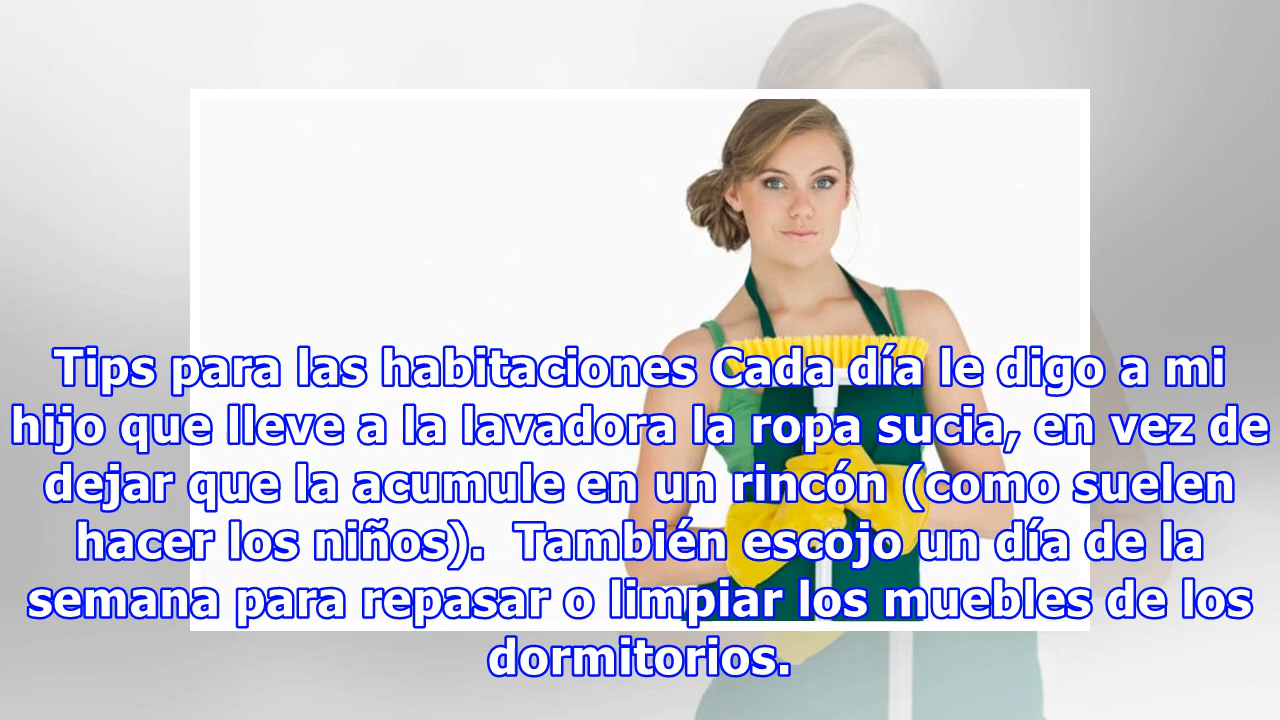 Tips para las habitaciones Cada día le digo a mi
hijo que lleve a la lavadora la ropa sucia, en vez de
dejar que la acumule en un rincón (como suelen
hacer los niños).  También escojo un día de la
semana para repasar o limpiar los muebles de los
dormitorios.